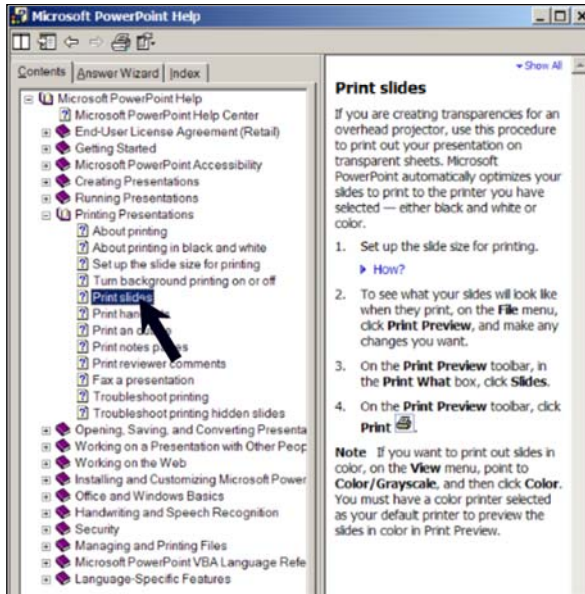 Microsoft PowerPoint Help
Contents Answer Wizard Index
Microsoft PowerPoint Help
Microsoft PowerPoint Help Center
End-User License Agreement (Retail)
Getting Started
Microsoft PowerPoint Accessibility
Creating Presentations
Running Presentations
Printing Presentations
About printing
About printing in black and white
Set up the slide size for printing
Turn background printing on or off
Print slides
Print
Print an
Print notes
Print reviewer comments
Fax a presentation
Troubleshoot printing
Troubleshoot printing hidden slides
Opening, Saving, and Converting Presenta
Working on a Presentation with Other Peop
Working on the Web
Installing and Customizing Microsoft Power
Office and Windows Basics
Handwriting and Speech Recognition
Security
Managing and Printing Files
Microsoft PowerPoint VBA Language Refe
Language-Specific Features
Show All
Print slides
If you are creating transparencies for an
overhead projector, use this procedure
to print out your presentation on
transparent sheets. Microsoft
PowerPoint automatically optimizes your
slides to print to the printer you have
selected — either black and white or
color.
1. Set up the slide size for printing.
How?
2. To see what your slides will look like
when they print, on the File menu,
click Print Preview, and make any
changes you want.
3. On the Print Preview toolbar, in
the Print What box, click Slides.
4. On the Print Preview toolbar, click
Print .
Note If you want to print out slides in
color, on the View menu, point to
Color/Grayscale, and then click Color.
You must have a color printer selected
as your default printer to preview the
slides in color in Print Preview.